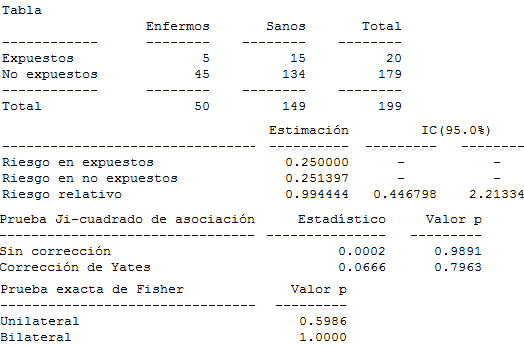 Tabla
Enfermos Sanos Total
------------ -------- -------- --------
Expuestos 5 15 20
No expuestos 45 134 179
------------ -------- -------- --------
Total 50 149 199
Estimación IC(95.0%)
-------------------------------- ---------- --------- --------
Riesgo en expuestos 0.250000 - -
Riesgo en no expuestos 0.251397 - -
Riesgo relativo 0.994444 0.446798 2.21334
Prueba Ji-cuadrado de asociación Estadístico Valor p
-------------------------------- --------------- ---------
Sin corrección 0.0002 0.9891
Corrección de Yates 0.0666 0.7963
Prueba exacta de Fisher Valor p
-------------------------------- ---------
Unilateral 0.5986
Bilateral 1.0000